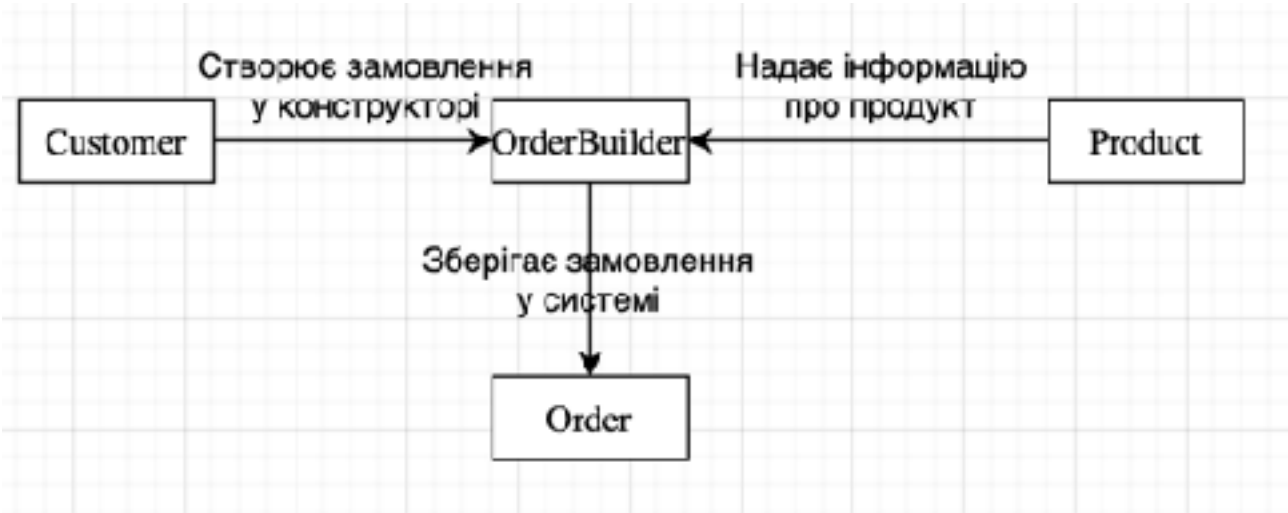 Створює замовлення
у конструкторі
Надає інформацію
про продукт
Customer
OrderBuilder
Product
Зберігає замовлення
у системі
Order